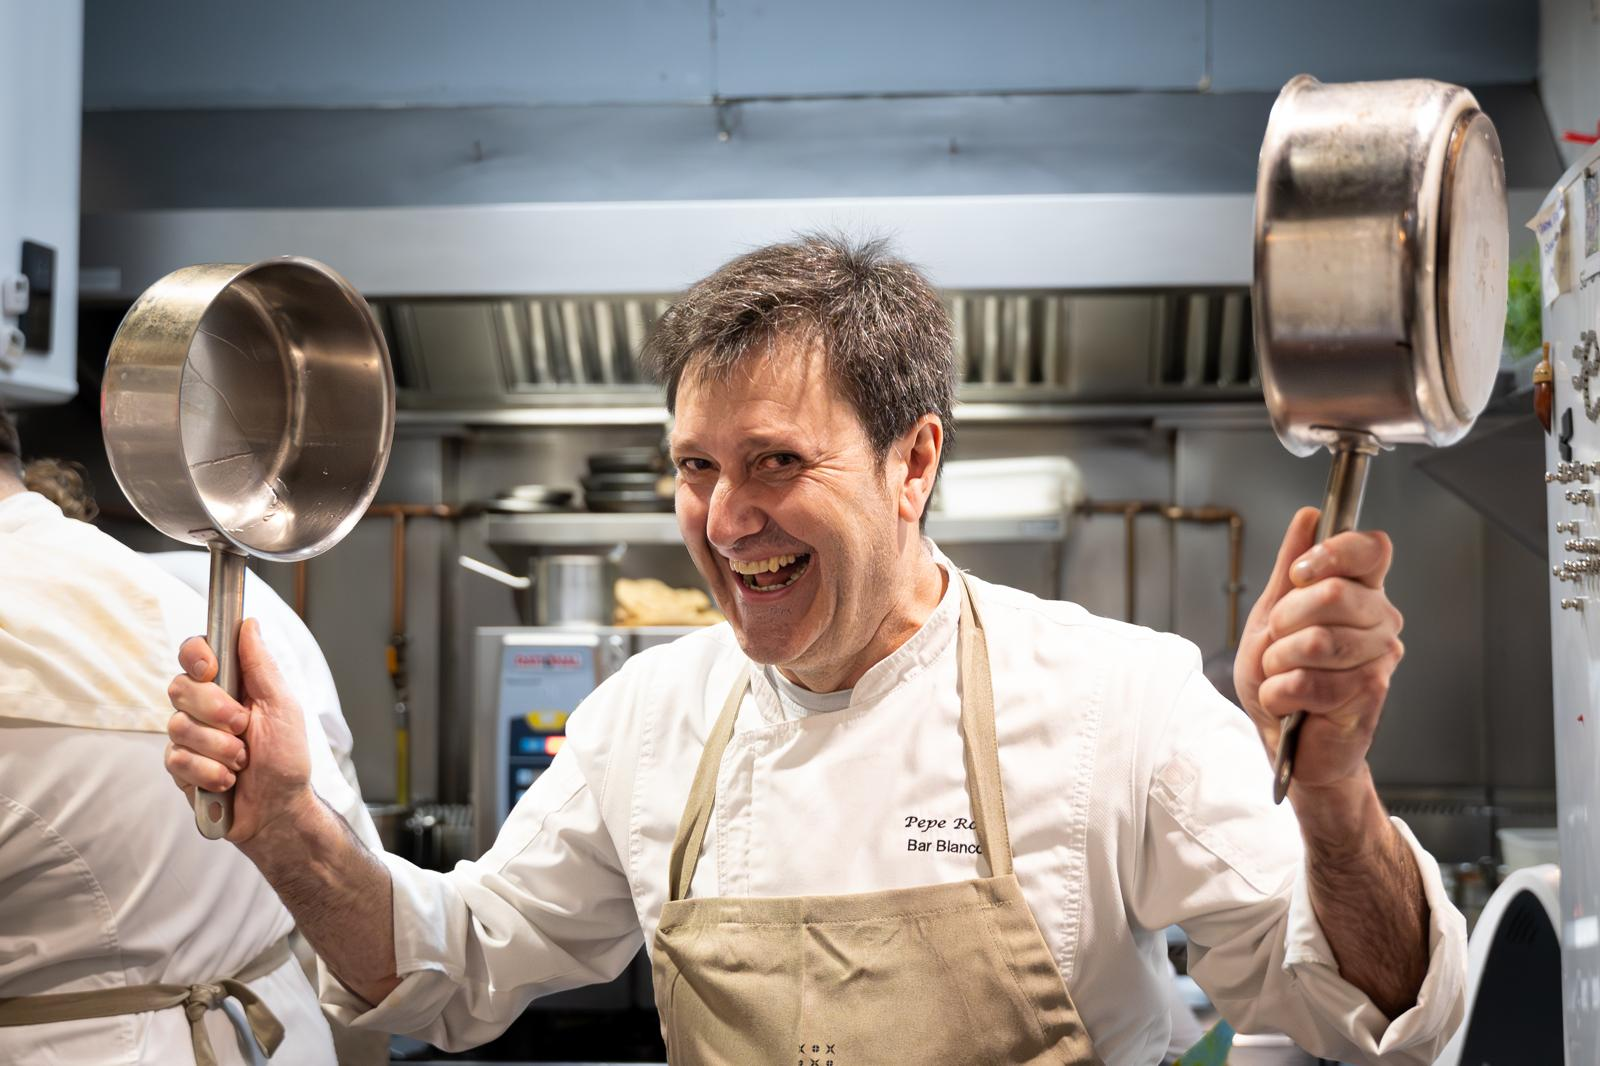 RATIONAL
Pepe Ro
Bar Blanco